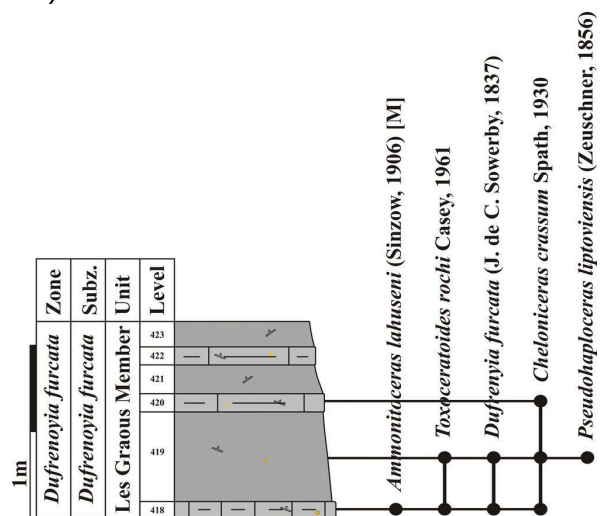 Zone
Subz.
Unit
Level
Dufrenoyia furcata
Dufrenoyia furcata
Les Graous Member
423
422
421
420
419
418
1m
Ammonitoceras lahuseni (Sinzow, 1906) [M]
Toxoceratoides rochi Casey, 1961
Dufrenyia furcata (J. de C. Sowerby, 1837)
Cheloniceras crassum Spath, 1930
Pseudohaploceras liptoviensis (Zeuschner, 1856)